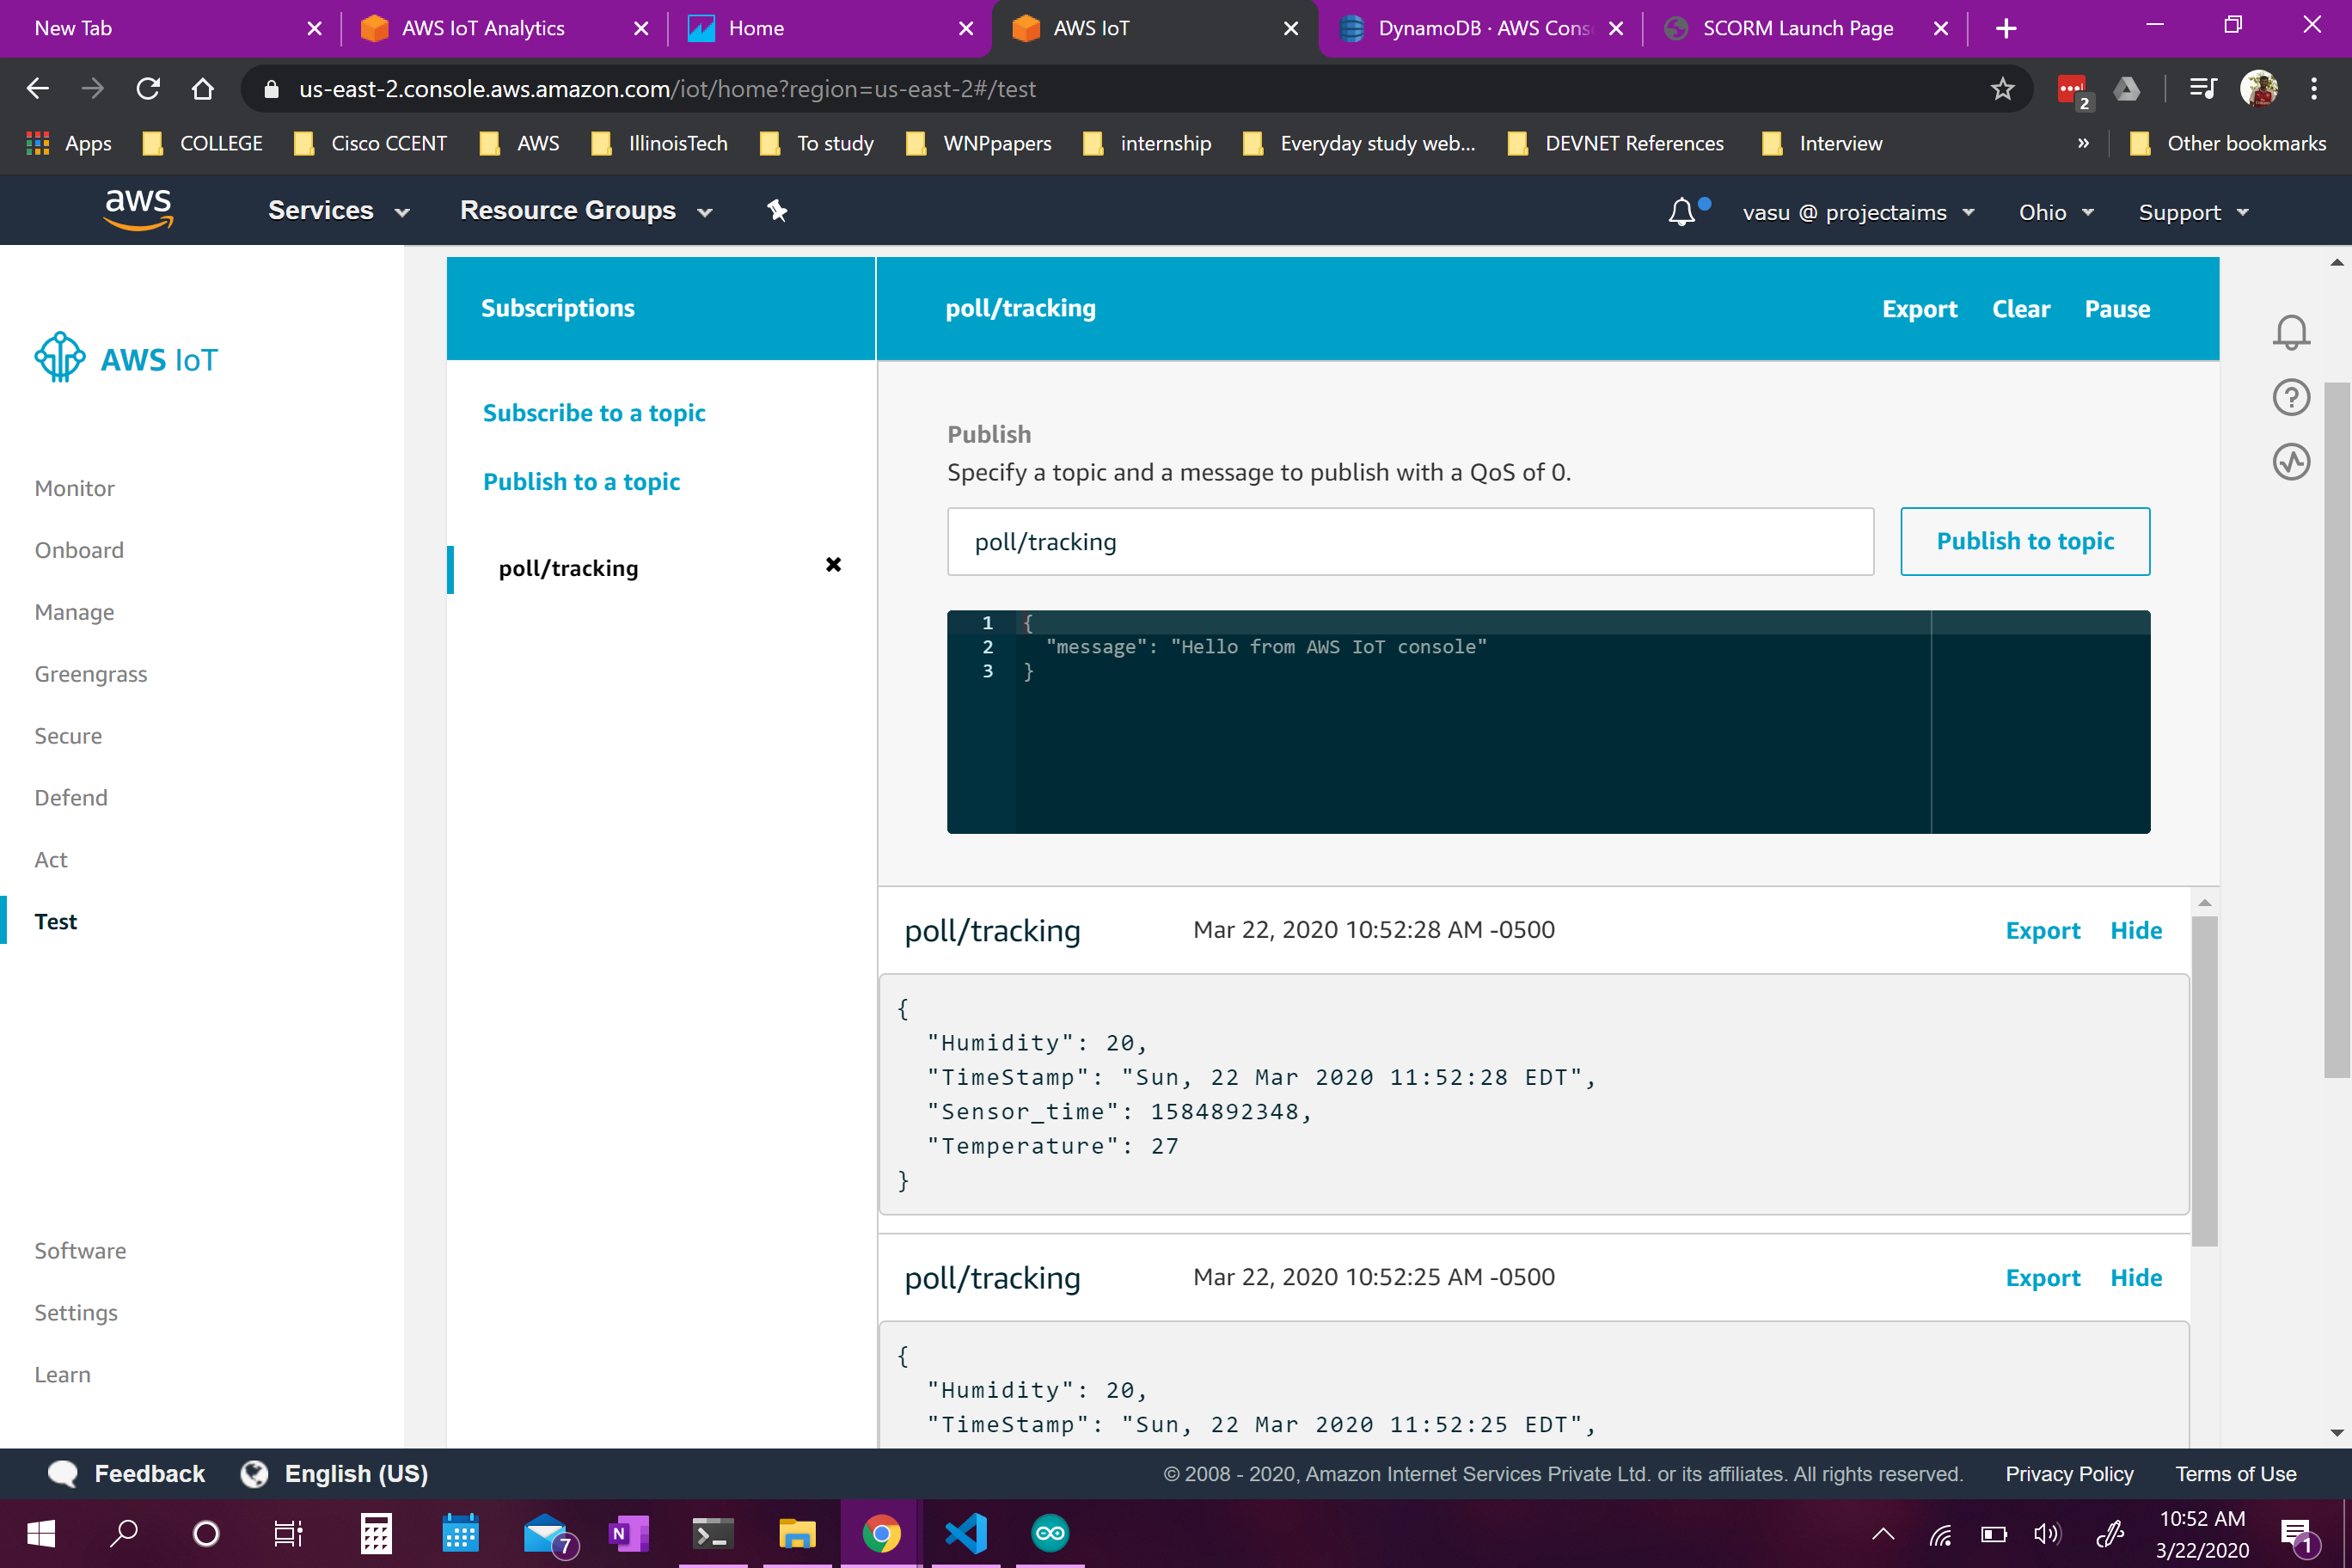 New Tab
AWS IoT Analytics
Home
AWS IoT
DynamoDB · AWS Cons
SCORM Launch Page
us-east-2.console.aws.amazon.com/iot/home?region=us-east-2#/test
2
Apps
COLLEGE
Cisco CCENT
AWS
IllinoisTech
To study
WNPpapers
internship
Everyday study web...
DEVNET References
Interview
»
Other bookmarks
aws
Services
Resource Groups
vasu @ projectaims
Ohio
Support
AWS IoT
Monitor
Onboard
Manage
Greengrass
Secure
Defend
Act
Test
Software
Settings
Learn
Subscriptions
Subscribe to a topic
Publish to a topic
poll/tracking
poll/tracking
Export
Clear
Pause
Publish
Specify a topic and a message to publish with a QoS of 0.
poll/tracking
Publish to topic
1 {
2 "message": "Hello from AWS IoT console"
3 }
poll/tracking
Mar 22, 2020 10:52:28 AM -0500
Export
Hide
{
"Humidity": 20,
"TimeStamp": "Sun, 22 Mar 2020 11:52:28 EDT",
"Sensor_time": 1584892348,
"Temperature": 27
}
poll/tracking
Mar 22, 2020 10:52:25 AM -0500
Export
Hide
{
"Humidity": 20,
"TimeStamp": "Sun, 22 Mar 2020 11:52:25 EDT",
Feedback
English (US)
© 2008 - 2020, Amazon Internet Services Private Ltd. or its affiliates. All rights reserved.
Privacy Policy
Terms of Use
7
N
10:52 AM
3/22/2020
1